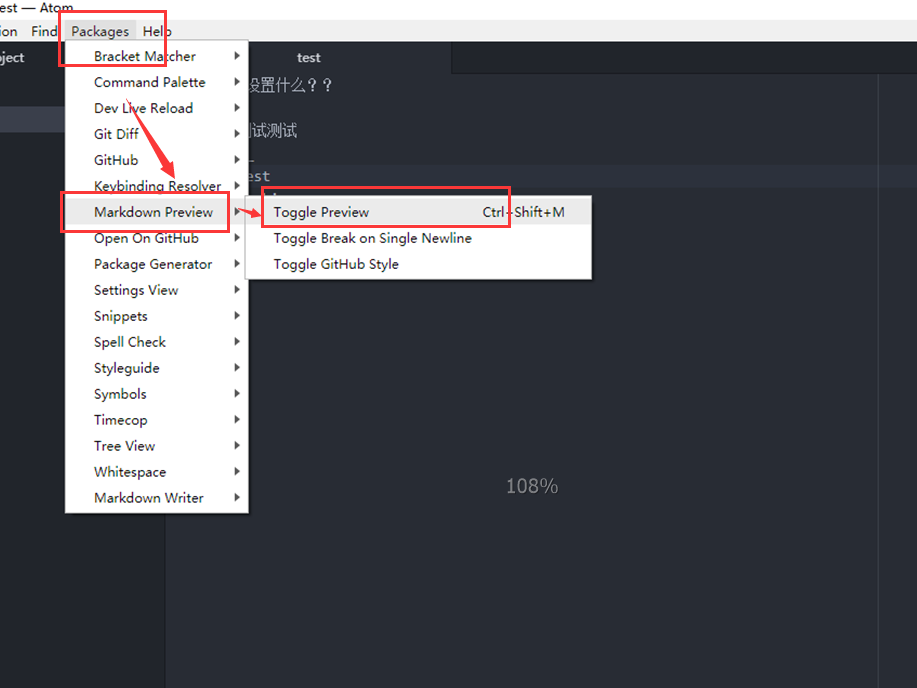 est — Atom
ion Find Packages Help
ject
test
Bracket Matcher
设置什么？？
Command Palette
Dev Live Reload
试测试
Git Diff
GitHub
est
Keybinding Resolver
Markdown Preview
Toggle Preview Ctrl+Shift+M
Open On GitHub
Toggle Break on Single Newline
Package Generator
Toggle GitHub Style
Settings View
Snippets
Spell Check
Styleguide
Symbols
Timecop
Tree View
Whitespace
108%
Markdown Writer